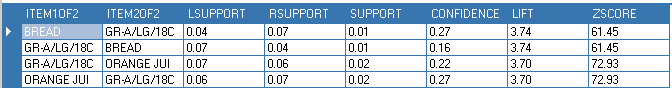 ITEM1OF2 ITEM2OF2 LSUPPORT RSUPPORT SUPPORT CONFIDENCE LIFT ZSCORE
BREAD GR-A/LG/18C 0.04 0.07 0.01 0.27 3.74 61.45
GR-A/LG/18C BREAD 0.07 0.04 0.01 0.16 3.74 61.45
GR-A/LG/18C ORANGE JUI 0.07 0.06 0.02 0.22 3.70 72.93
ORANGE JUI GR-A/LG/18C 0.06 0.07 0.02 0.27 3.70 72.93